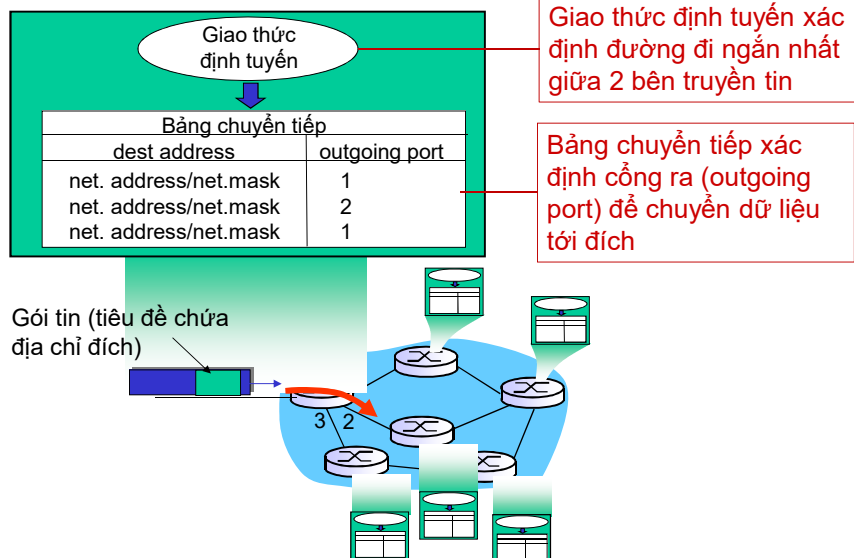 Giao thức
định tuyến
Giao thức định tuyến xác
định đường đi ngắn nhất
giữa 2 bên truyền tin
Bảng chuyển tiếp
dest address outgoing port
net. address/net.mask 1
net. address/net.mask 2
net. address/net.mask 1
Bảng chuyển tiếp xác
định cổng ra (outgoing
port) để chuyển dữ liệu
tới đích
Gói tin (tiêu đề chứa
địa chỉ đích)
3 2